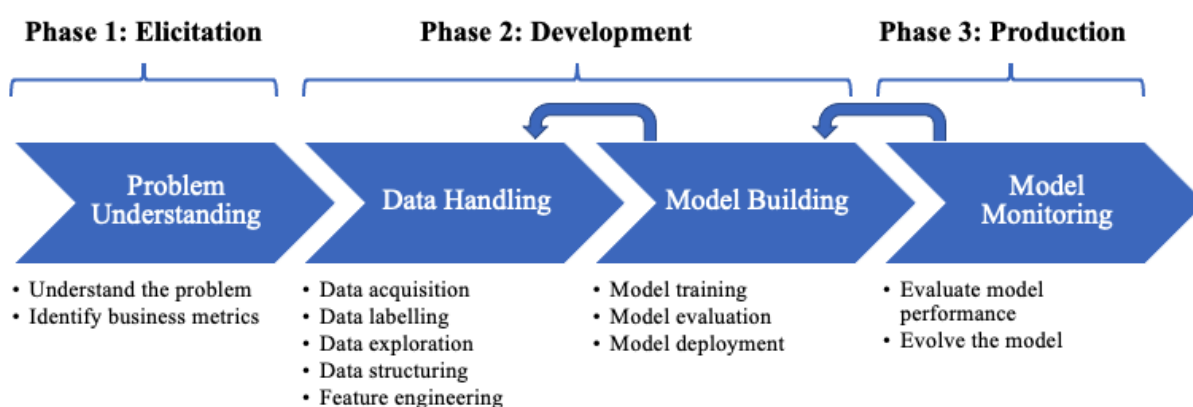 Phase 1: Elicitation
Phase 2: Development
Phase 3: Production
Problem
Understanding
Data Handling
Model Building
Model
Monitoring
• Understand the problem
• Identify business metrics
• Data acquisition
• Data labelling
• Data exploration
• Data structuring
• Feature engineering
• Model training
• Model evaluation
• Model deployment
• Evaluate model
performance
• Evolve the model